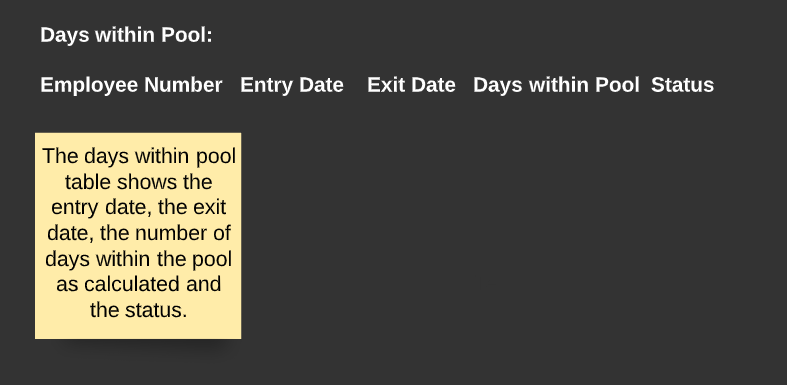 Days within Pool:
Employee Number Entry Date Exit Date Days within Pool Status
The days within pool
table shows the
entry date, the exit
date, the number of
days within the pool
as calculated and
the status.